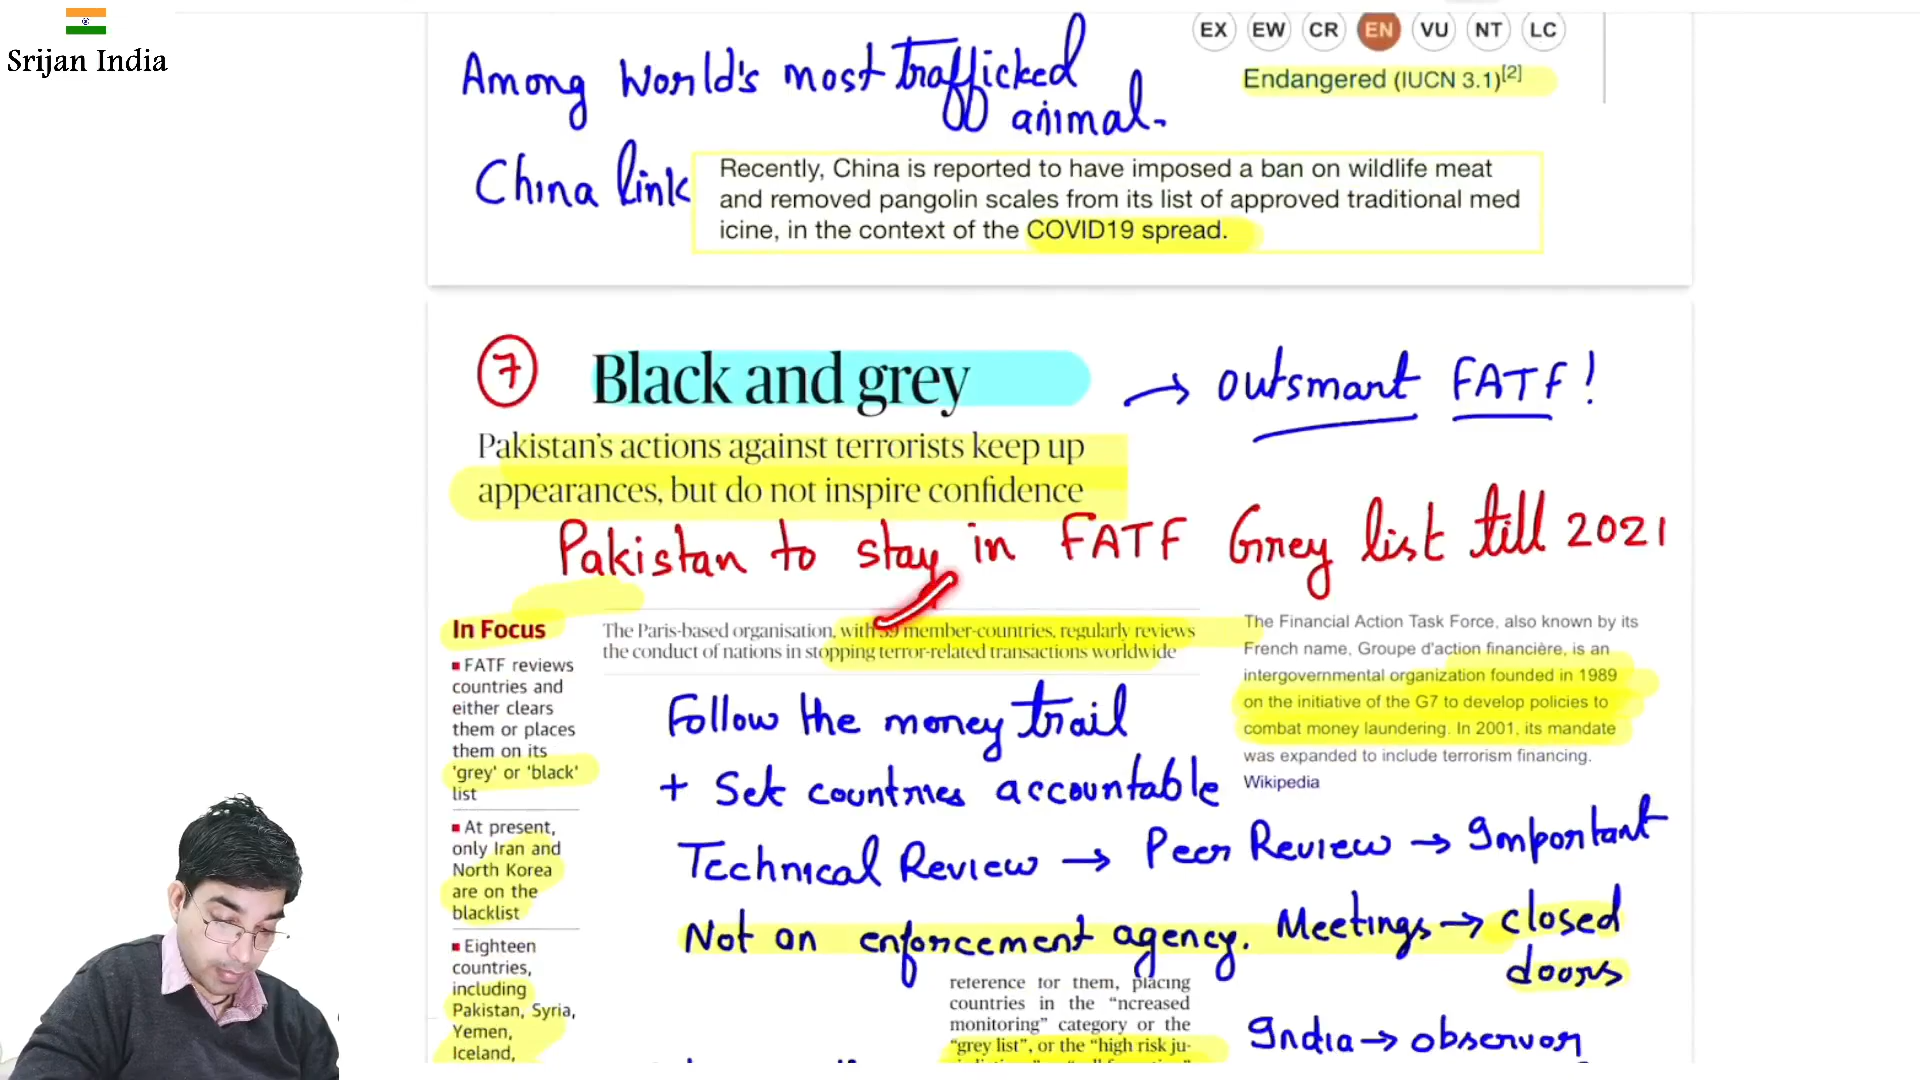 Srijan India
EX EW CR EN VU NT LC
Endangered (IUCN 3.1)[2]
Among World's most trafficked
animal.
China link
Recently, China is reported to have imposed a ban on wildlife meat
and removed pangolin scales from its list of approved traditional med
icine, in the context of the COVID19 spread.
7
Black and grey
→ outsmart FATF!
Pakistan's actions against terrorists keep up
appearances, but do not inspire confidence
Pakistan to stay in FATF Grey list till 2021
In Focus
FATF reviews
countries and
either clears
them or places
them on its
'grey' or 'black'
list
At present,
only Iran and
North Korea
are on the
blacklist
Eighteen
countries,
including
Pakistan, Syria,
Yemen,
Iceland,
The Paris-based organisation, with 39 member-countries, regularly reviews
the conduct of nations in stopping terror-related transactions worldwide
The Financial Action Task Force, also known by its
French name, Groupe d'action financière, is an
intergovernmental organization founded in 1989
on the initiative of the G7 to develop policies to
combat money laundering. In 2001, its mandate
was expanded to include terrorism financing.
Wikipedia
Follow the money trail
+ Set countries accountable
Technical Review → Peer Review → Important
Not an enforcement agency. Meetings → closed
doors
reference for them, placing
countries in the "ncreased
monitoring" category or the
"grey list", or the "high risk ju-
India → observor